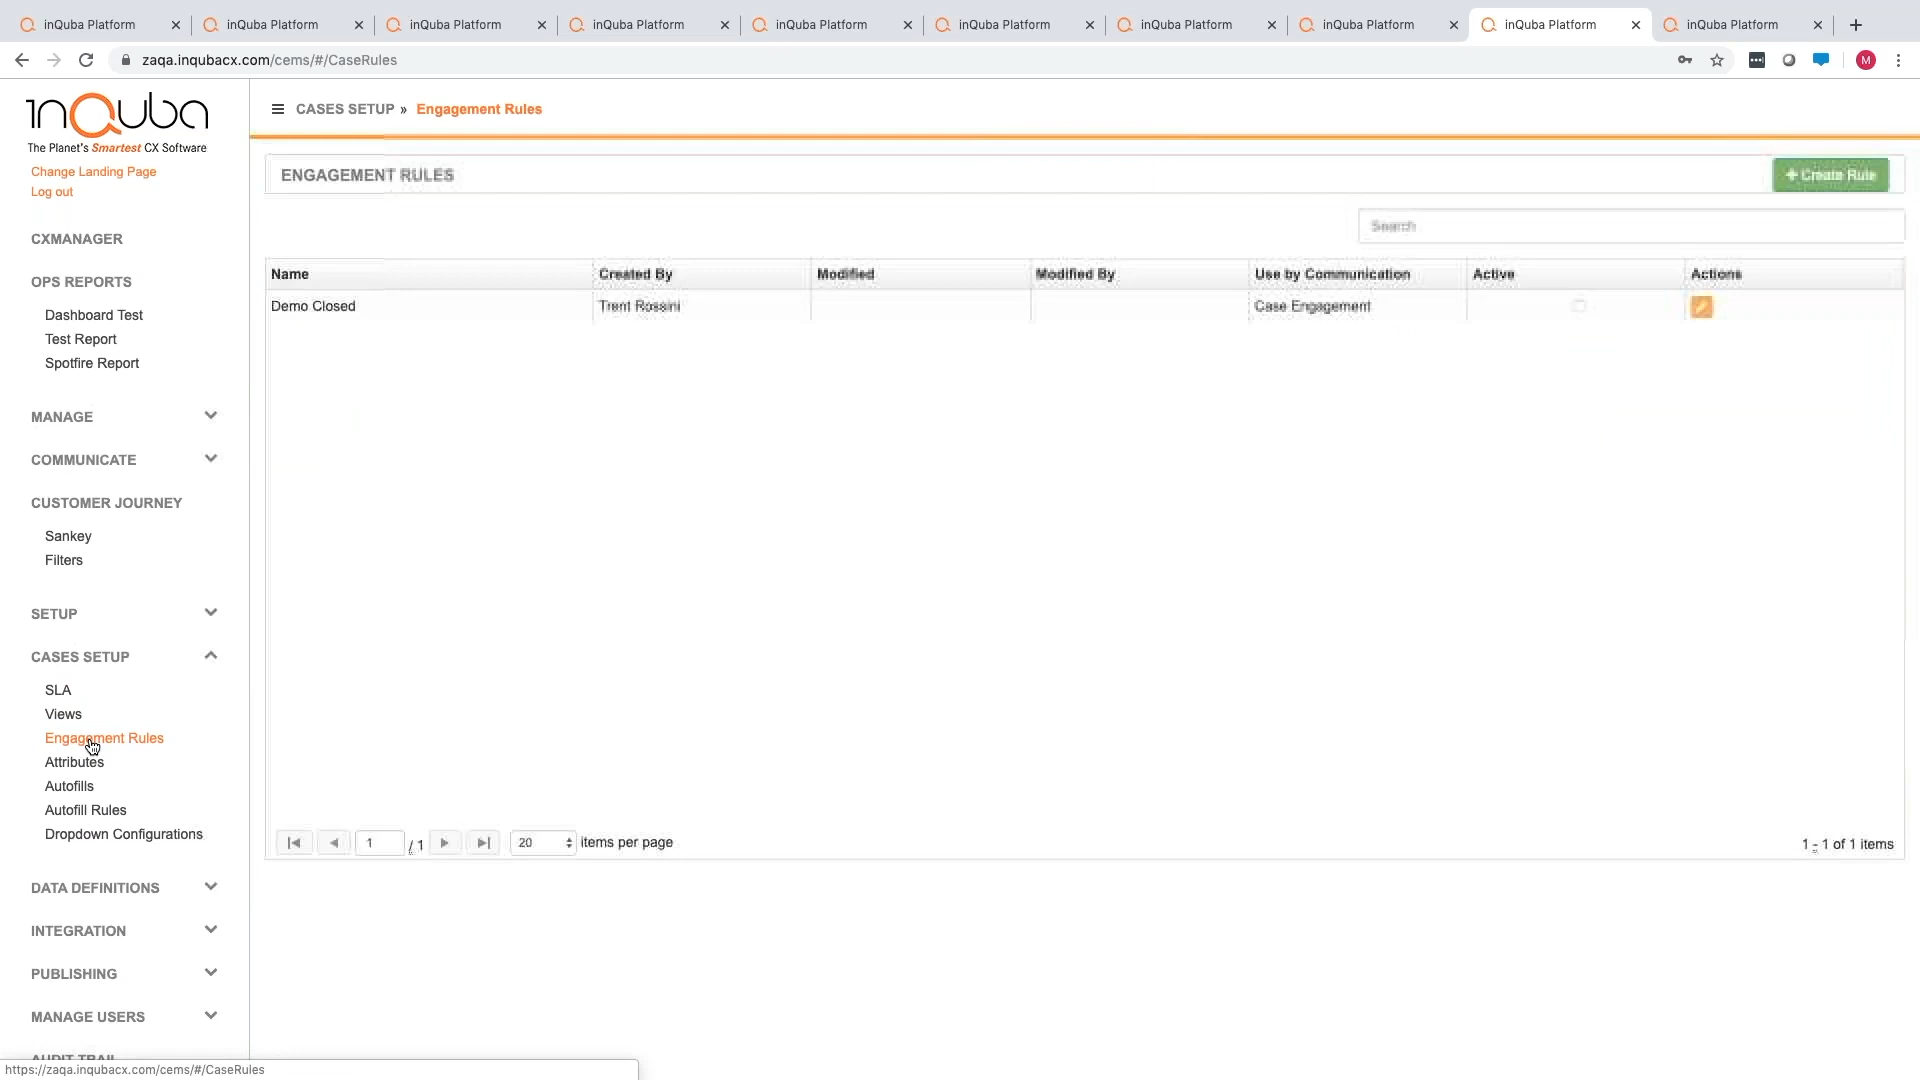 inQuba Platform inQuba Platform inQuba Platform inQuba Platform inQuba Platform inQuba Platform inQuba Platform inQuba Platform inQuba Platform inQuba Platform
zaqa.inqubacx.com/cems/#/CaseRules
M
inQuba
The Planet's Smartest CX Software
Change Landing Page
Log out
CXMANAGER
OPS REPORTS
Dashboard Test
Test Report
Spotfire Report
MANAGE
COMMUNICATE
CUSTOMER JOURNEY
Sankey
Filters
SETUP
CASES SETUP
SLA
Views
Engagement Rules
Attributes
Autofills
Autofill Rules
Dropdown Configurations
DATA DEFINITIONS
INTEGRATION
PUBLISHING
MANAGE USERS
AUDIT TRAIL
https://zaqa.inqubacx.com/cems/#/CaseRules
CASES SETUP » Engagement Rules
ENGAGEMENT RULES
+ Create Rule
Search
Name Created By Modified Modified By Use by Communication Active Actions
Demo Closed Trent Rossini Case Engagement
1 / 1 20 items per page
1 - 1 of 1 items